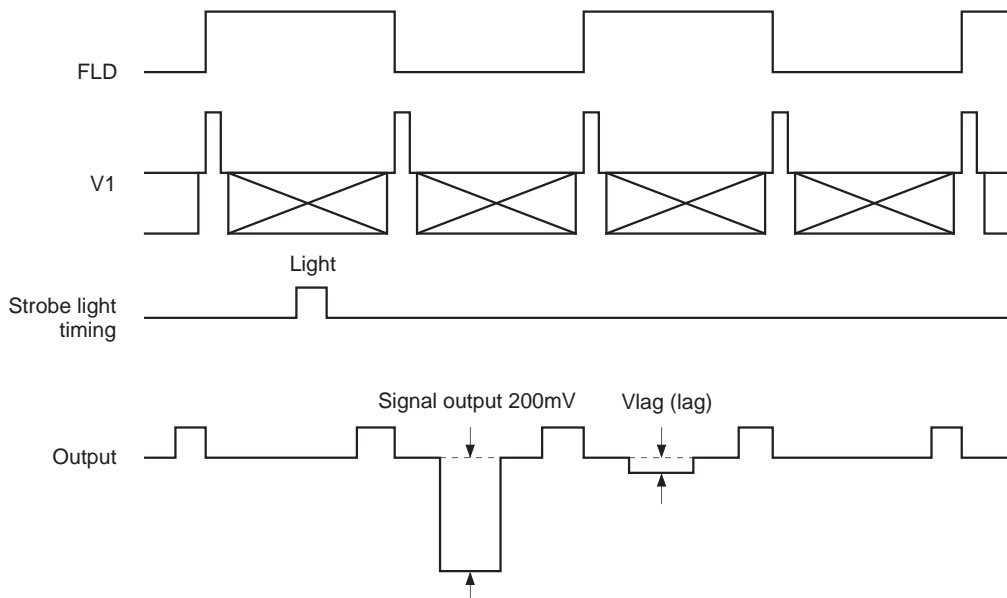 FLD
V1
Light
Strobe light
timing
Signal output 200mV
Vlag (lag)
Output